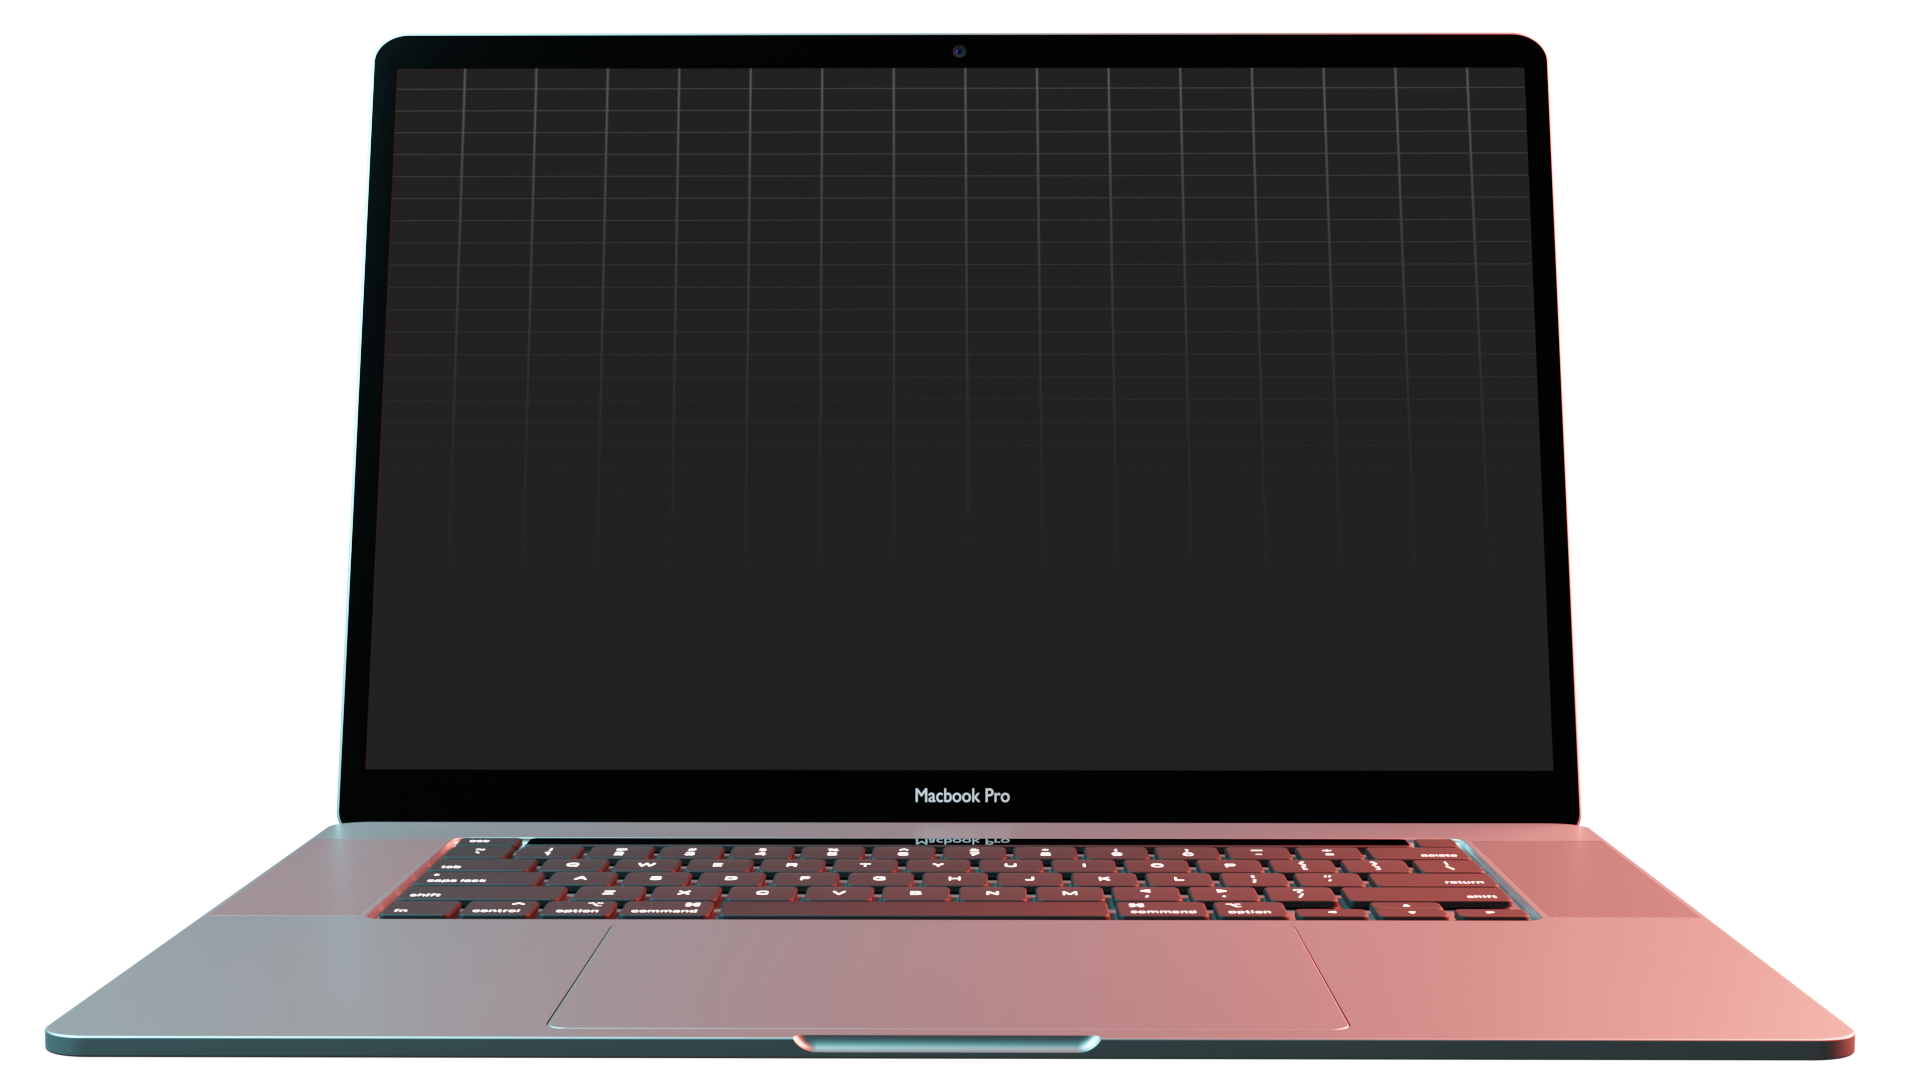 Macbook Pro
esc
delete
tab Q W E R T Y U I O P
caps lock A S D F G H J K L return
shift Z X C V B N M shift
fn control option command command option